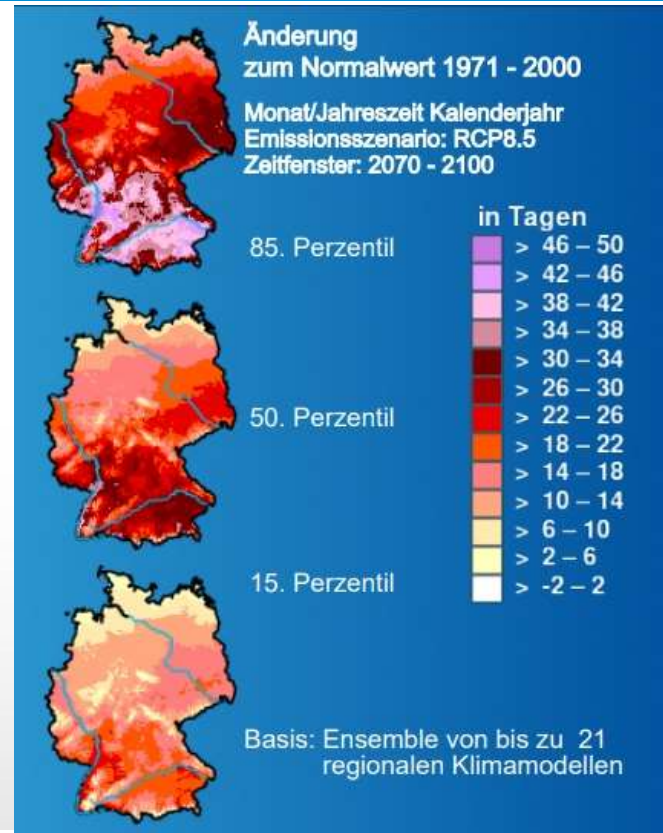 Änderung
zum Normalwert 1971 - 2000
Monat/Jahreszeit Kalenderjahr
Emissionsszenario: RCP8.5
Zeitfenster: 2070 - 2100
in Tagen
85. Perzentil
> 46 – 50
> 42 – 46
> 38 – 42
> 34 – 38
> 30 – 34
> 26 – 30
50. Perzentil
> 22 – 26
> 18 – 22
> 14 – 18
> 10 – 14
> 6 – 10
> 2 – 6
15. Perzentil
> -2 – 2
Basis: Ensemble von bis zu 21
regionalen Klimamodellen